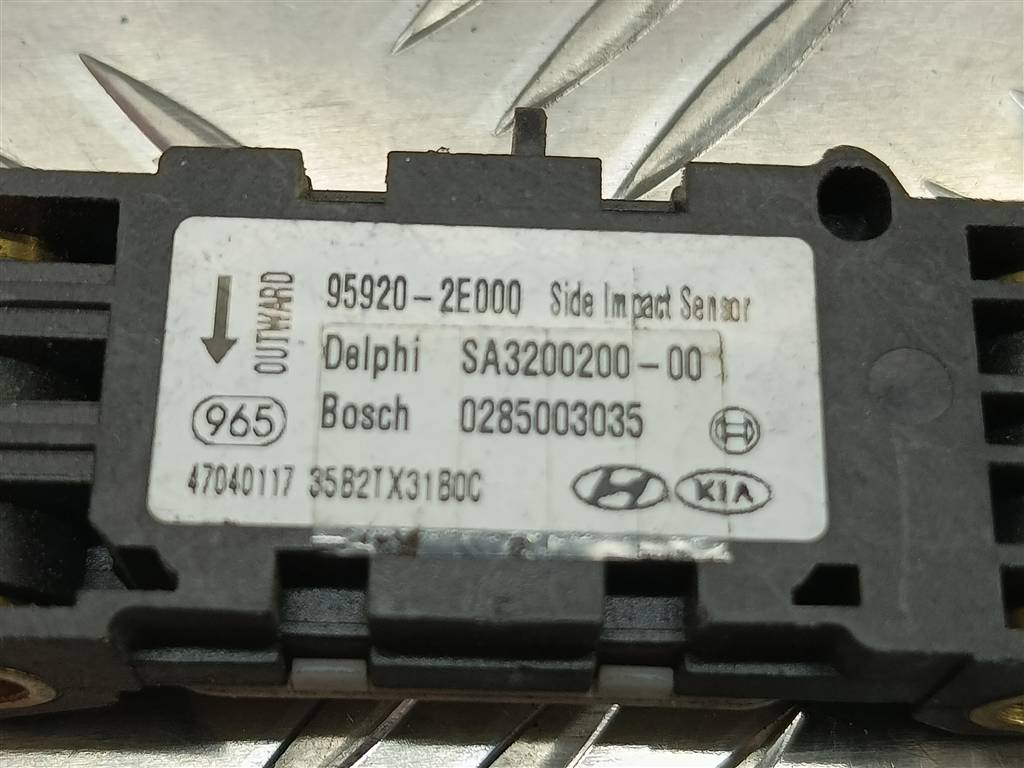 OUTWARD
95920-2E000 Side Impact Sensor
Delphi SA3200200-00
965 Bosch 0285003035
47040117 35B2TX31B0C
KIA